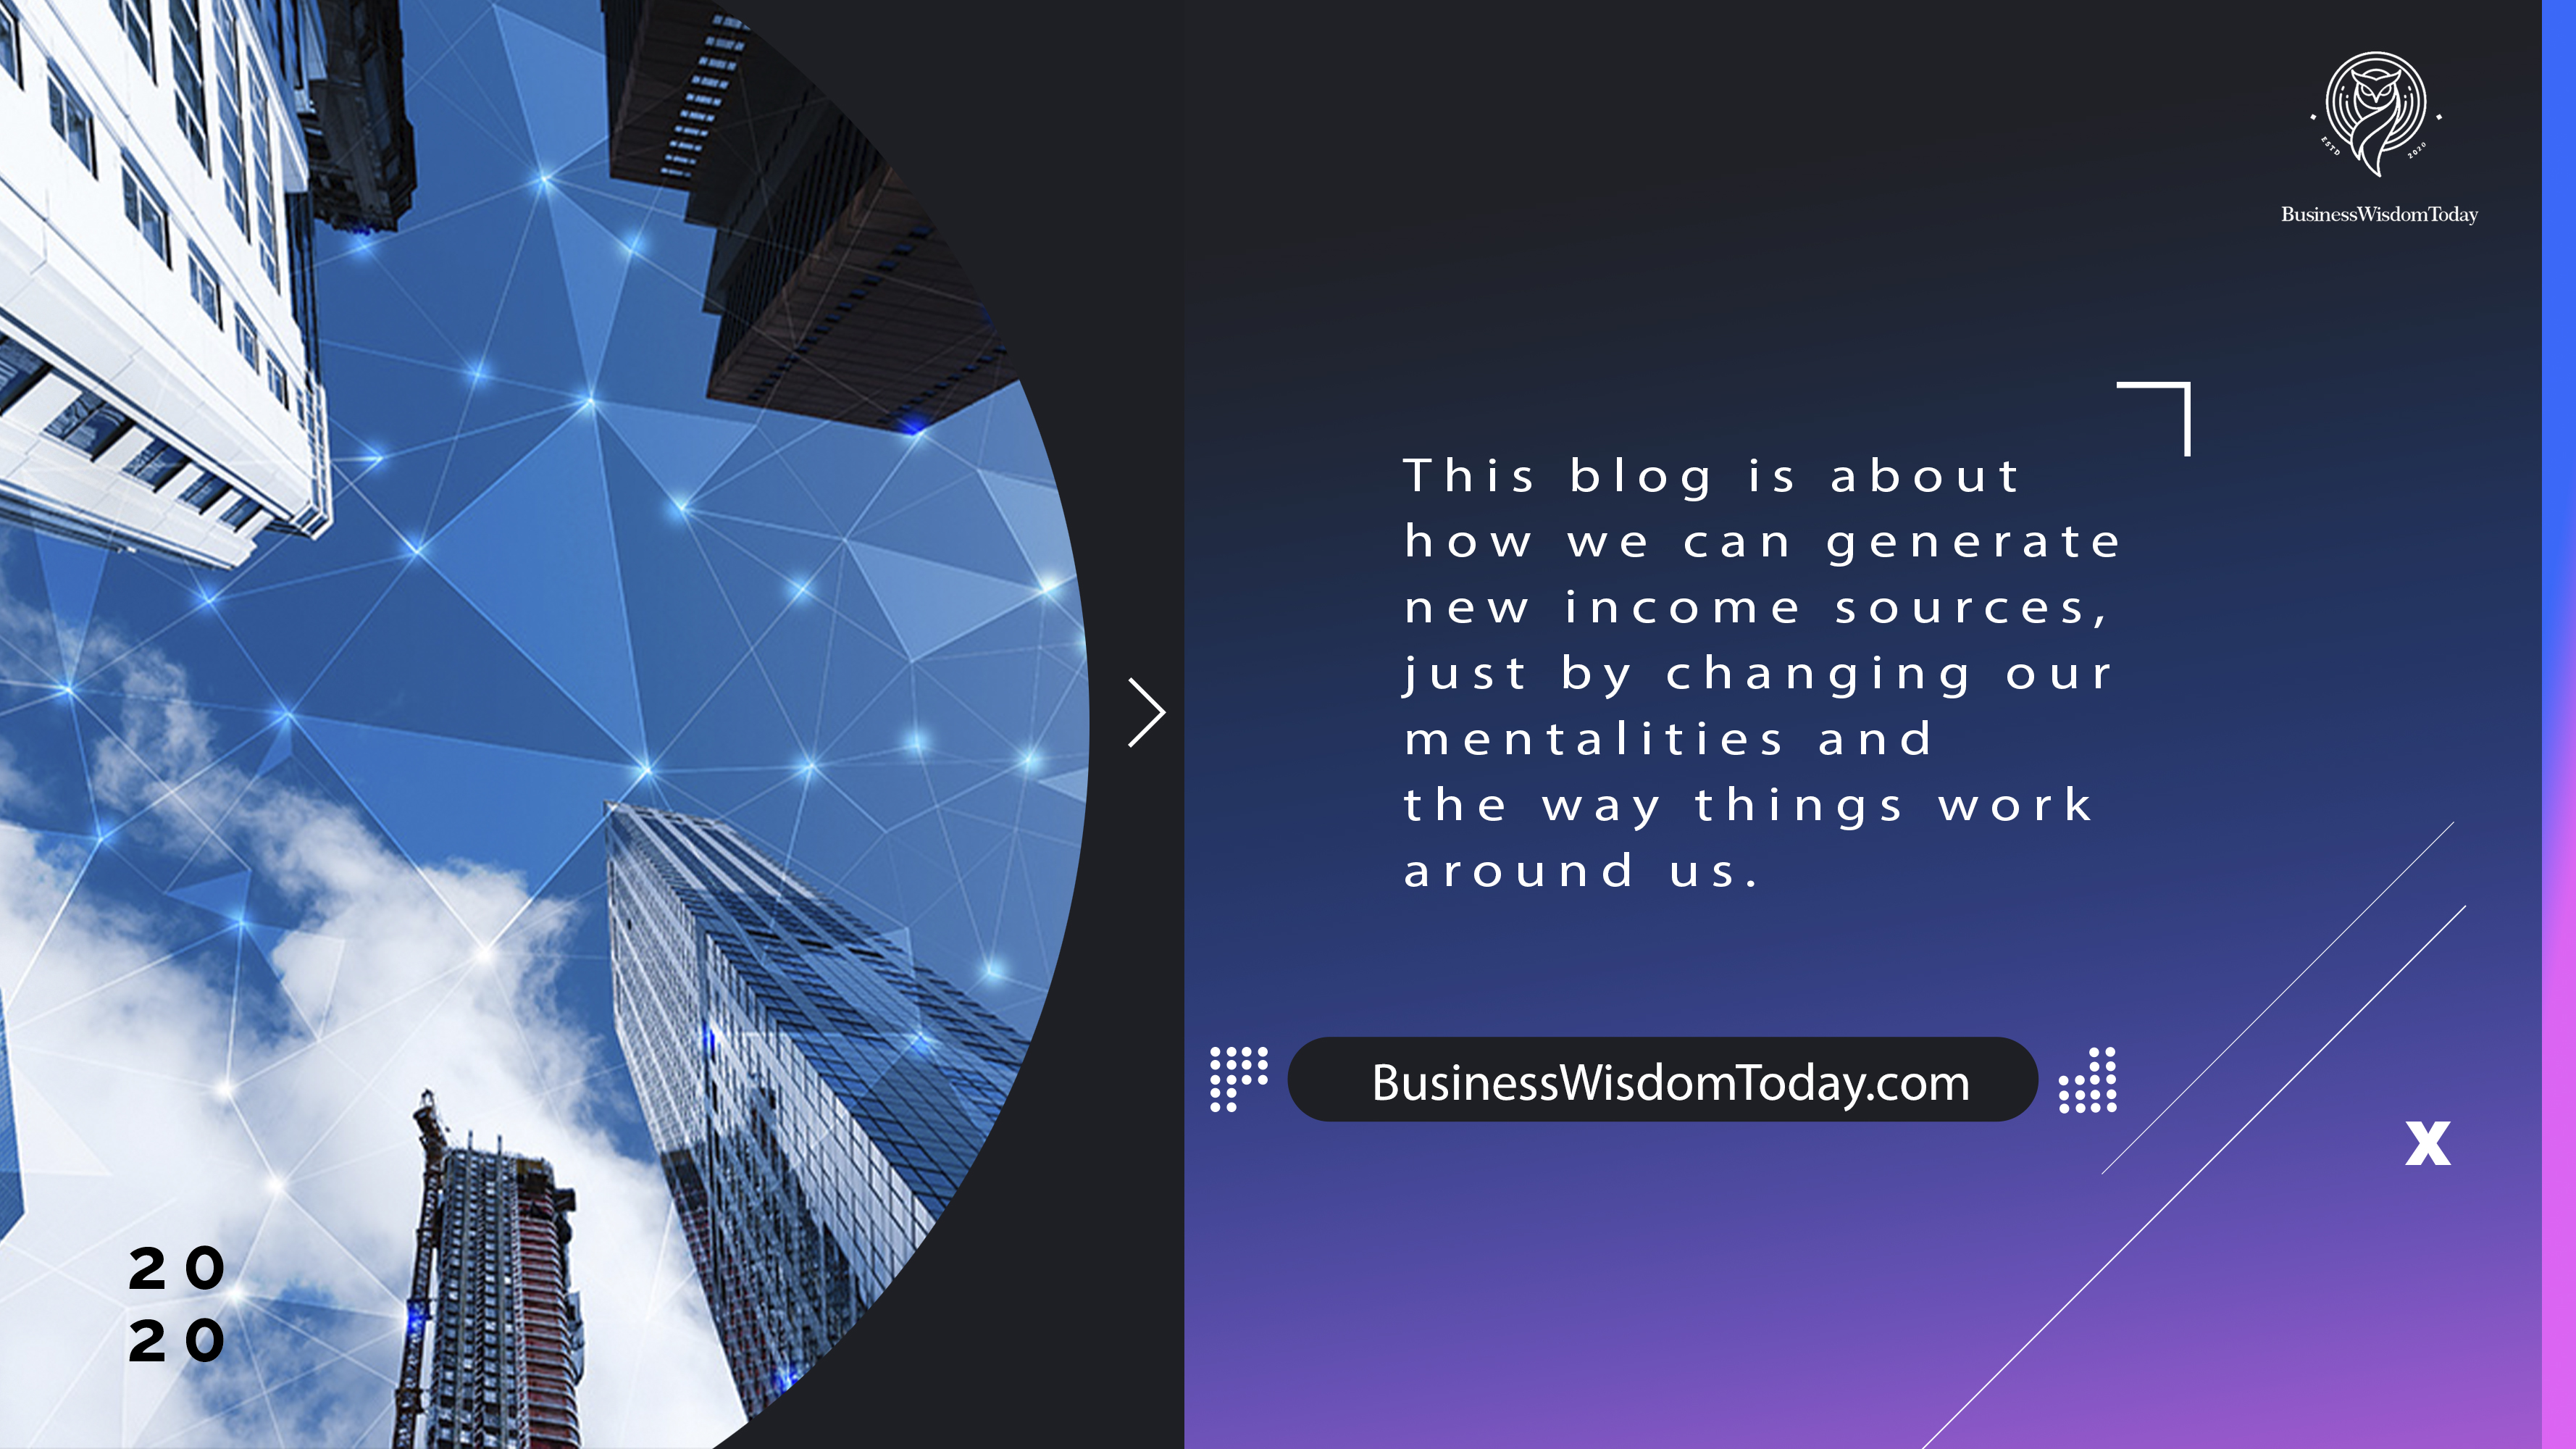 ESTD 2020
BusinessWisdomToday
This blog is about
how we can generate
new income sources,
just by changing our
mentalities and
the way things work
around us.
BusinessWisdomToday.com
x
20
20